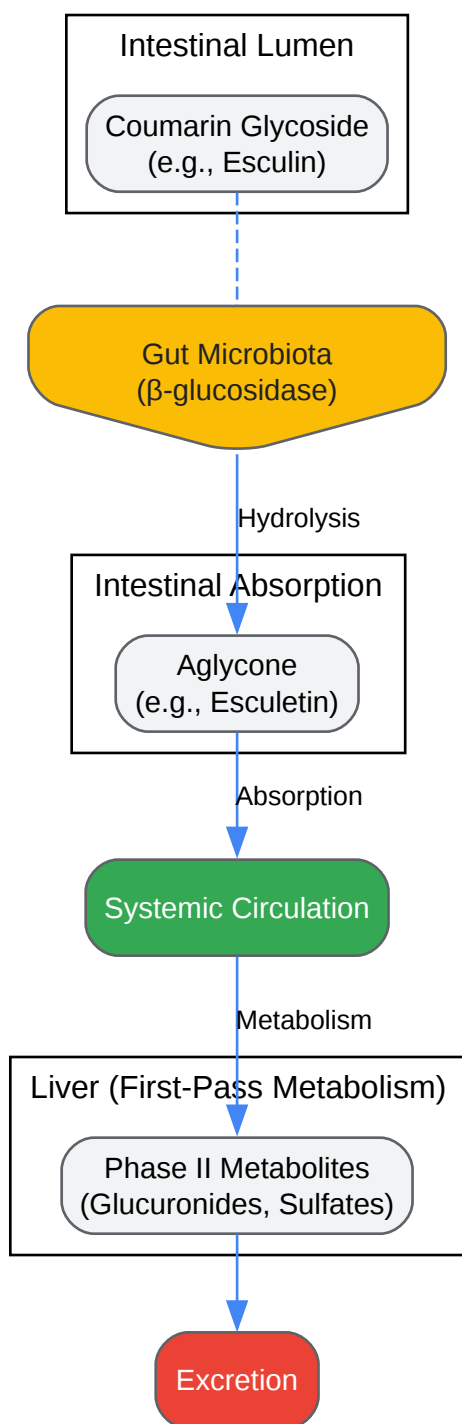 Intestinal Lumen
Coumarin Glycoside
(e.g., Esculin)
Gut Microbiota
(β-glucosidase)
Hydrolysis
Intestinal Absorption
Aglycone
(e.g., Esculetin)
Absorption
Systemic Circulation
Metabolism
Liver (First-Pass Metabolism)
Phase II Metabolites
(Glucuronides, Sulfates)
Excretion